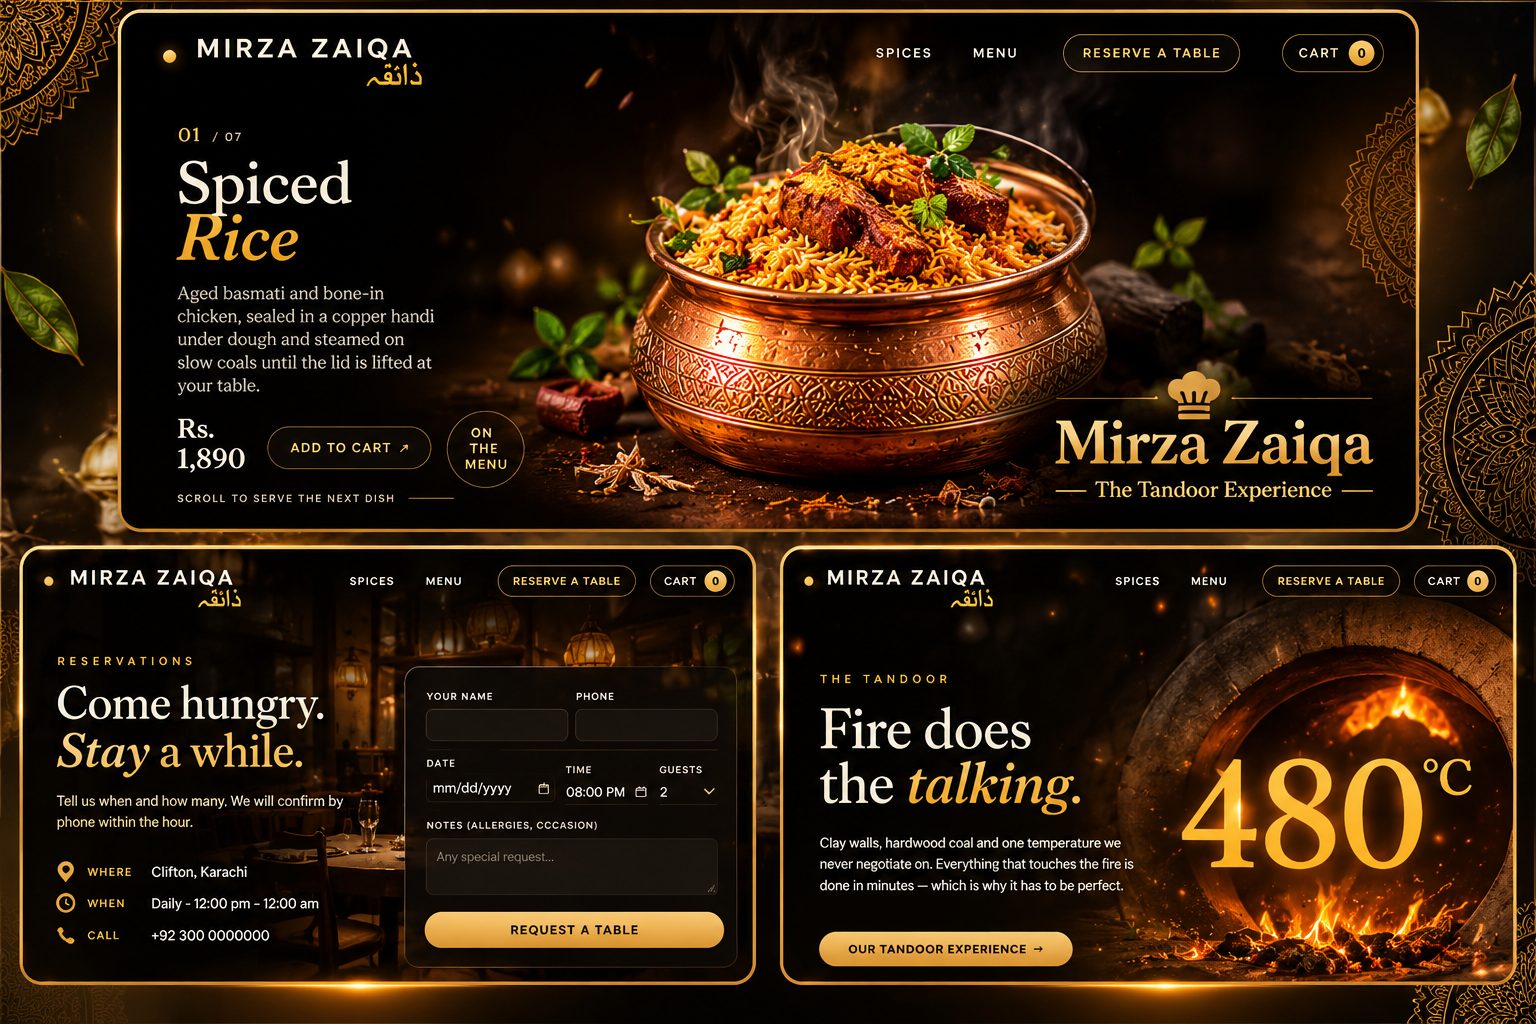 MIRZA ZAIQA
ذائقہ
SPICES
MENU
RESERVE A TABLE
CART 0
01 / 07
Spiced
Rice
Aged basmati and bone-in
chicken, sealed in a copper handi
under dough and steamed on
slow coals until the lid is lifted at
your table.
Rs.
1,890
ADD TO CART ↗
ON
THE
MENU
SCROLL TO SERVE THE NEXT DISH
Mirza Zaiqa
The Tandoor Experience
MIRZA ZAIQA
ذائقہ
SPICES
MENU
RESERVE A TABLE
CART 0
RESERVATIONS
Come hungry.
Stay a while.
Tell us when and how many, We will confirm by
phone within the hour.
WHERE Clifton, Karachi
WHEN Daily - 12:00 pm - 12:00 am
CALL +92 300 0000000
YOUR NAME
PHONE
DATE
TIME
GUESTS
mm/dd/yyyy
08:00 PM
2
NOTES (ALLERGIES, CCCASION)
Any special request...
REQUEST A TABLE
MIRZA ZAIQA
ذائقہ
SPICES
MENU
RESERVE A TABLE
CART 0
THE TANDOOR
Fire does
the talking.
Clay walls, hardwood coal and one temperature we
never negotiate on. Everything that touches the fire is
done in minutes — which is why it has to be perfect.
OUR TANDOOR EXPERIENCE →
480°C